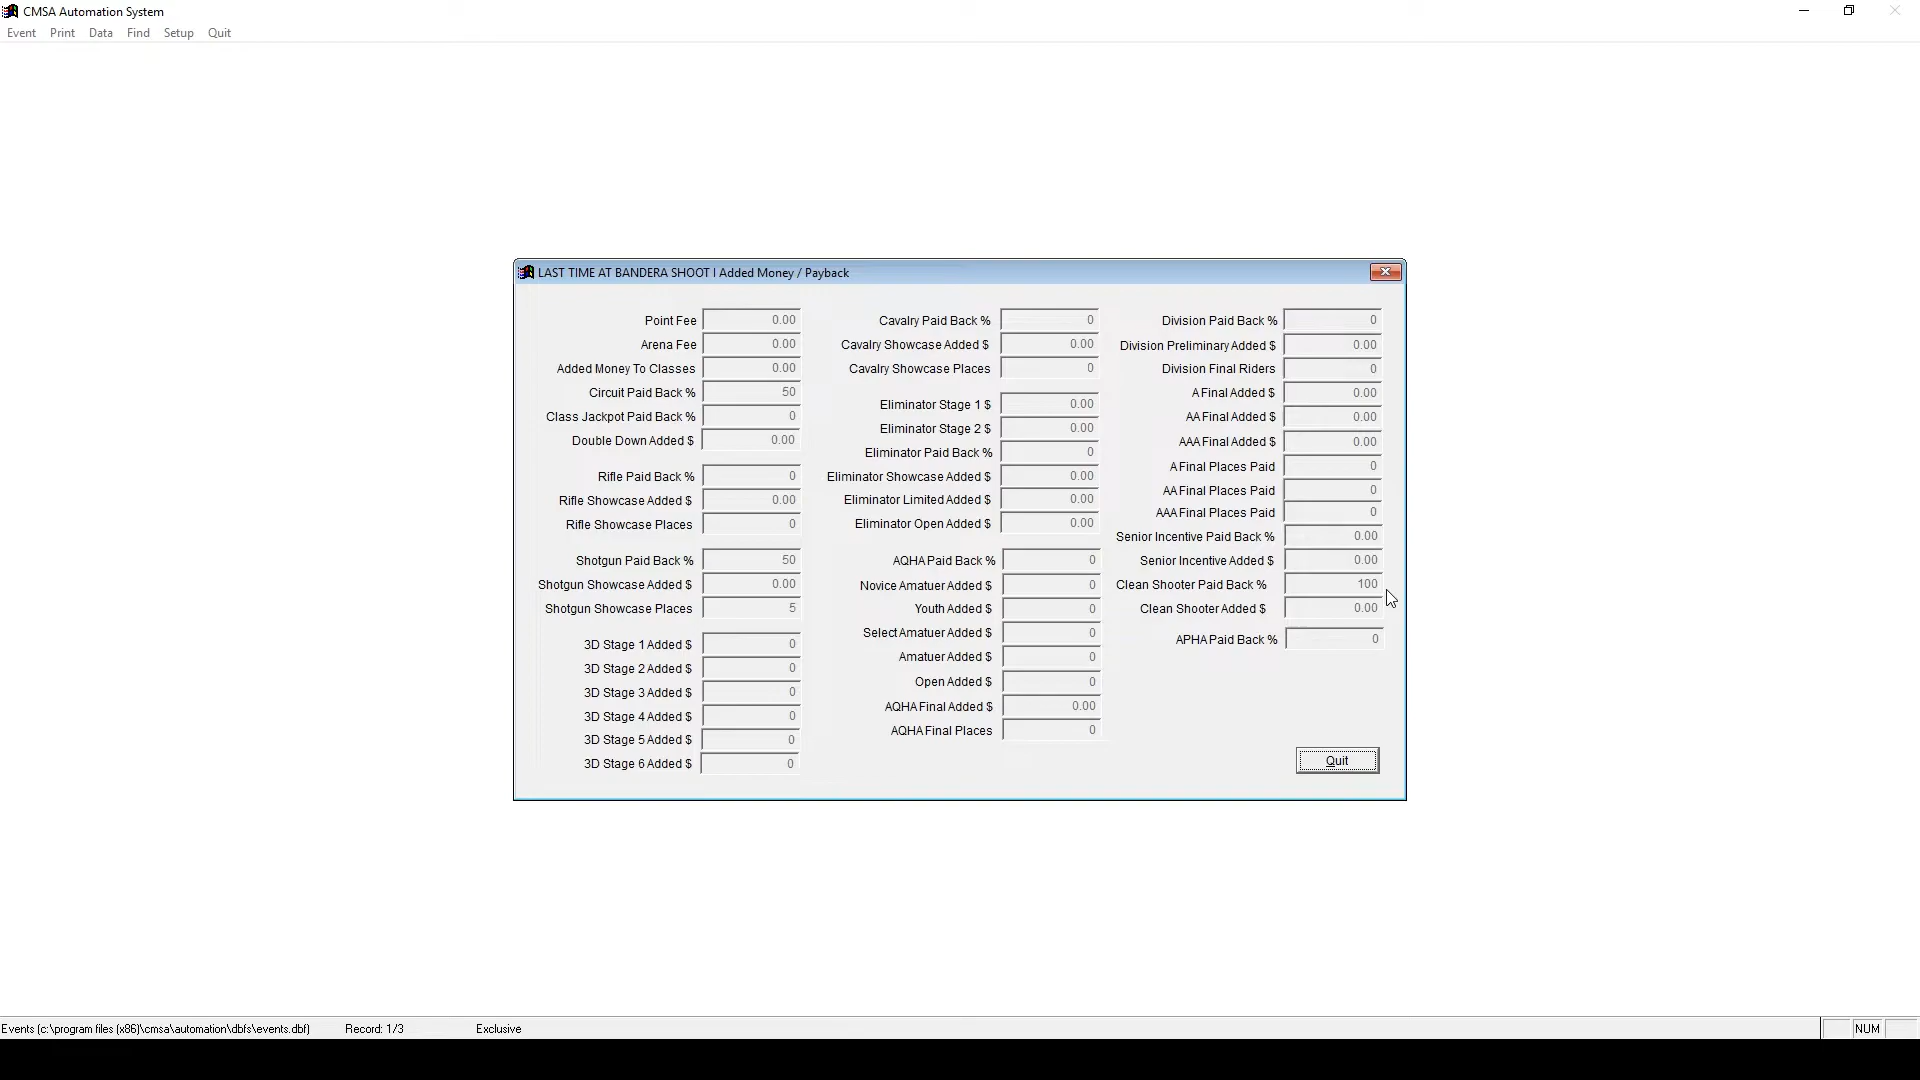 CMSA Automation System
Event Print Data Find Setup Quit
LAST TIME AT BANDERA SHOOT I Added Money / Payback
Point Fee 0.00
Arena Fee 0.00
Added Money To Classes 0.00
Circuit Paid Back % 50
Class Jackpot Paid Back % 0
Double Down Added $ 0.00
Rifle Paid Back % 0
Rifle Showcase Added $ 0.00
Rifle Showcase Places 0
Shotgun Paid Back % 50
Shotgun Showcase Added $ 0.00
Shotgun Showcase Places 5
3D Stage 1 Added $ 0
3D Stage 2 Added $ 0
3D Stage 3 Added $ 0
3D Stage 4 Added $ 0
3D Stage 5 Added $ 0
3D Stage 6 Added $ 0
Cavalry Paid Back % 0
Cavalry Showcase Added $ 0.00
Cavalry Showcase Places 0
Eliminator Stage 1 $ 0.00
Eliminator Stage 2 $ 0.00
Eliminator Paid Back % 0
Eliminator Showcase Added $ 0.00
Eliminator Limited Added $ 0.00
Eliminator Open Added $ 0.00
AQHA Paid Back % 0
Novice Amatuer Added $ 0
Youth Added $ 0
Select Amatuer Added $ 0
Amatuer Added $ 0
Open Added $ 0
AQHA Final Added $ 0.00
AQHA Final Places 0
Division Paid Back % 0
Division Preliminary Added $ 0.00
Division Final Riders 0
A Final Added $ 0.00
AA Final Added $ 0.00
AAA Final Added $ 0.00
A Final Places Paid 0
AA Final Places Paid 0
AAA Final Places Paid 0
Senior Incentive Paid Back % 0.00
Senior Incentive Added $ 0.00
Clean Shooter Paid Back % 100
Clean Shooter Added $ 0.00
APHA Paid Back % 0
Quit
Events (c:\program files (x86)\cmsa\automation\dbfs\events.dbf) Record: 1/3 Exclusive NUM